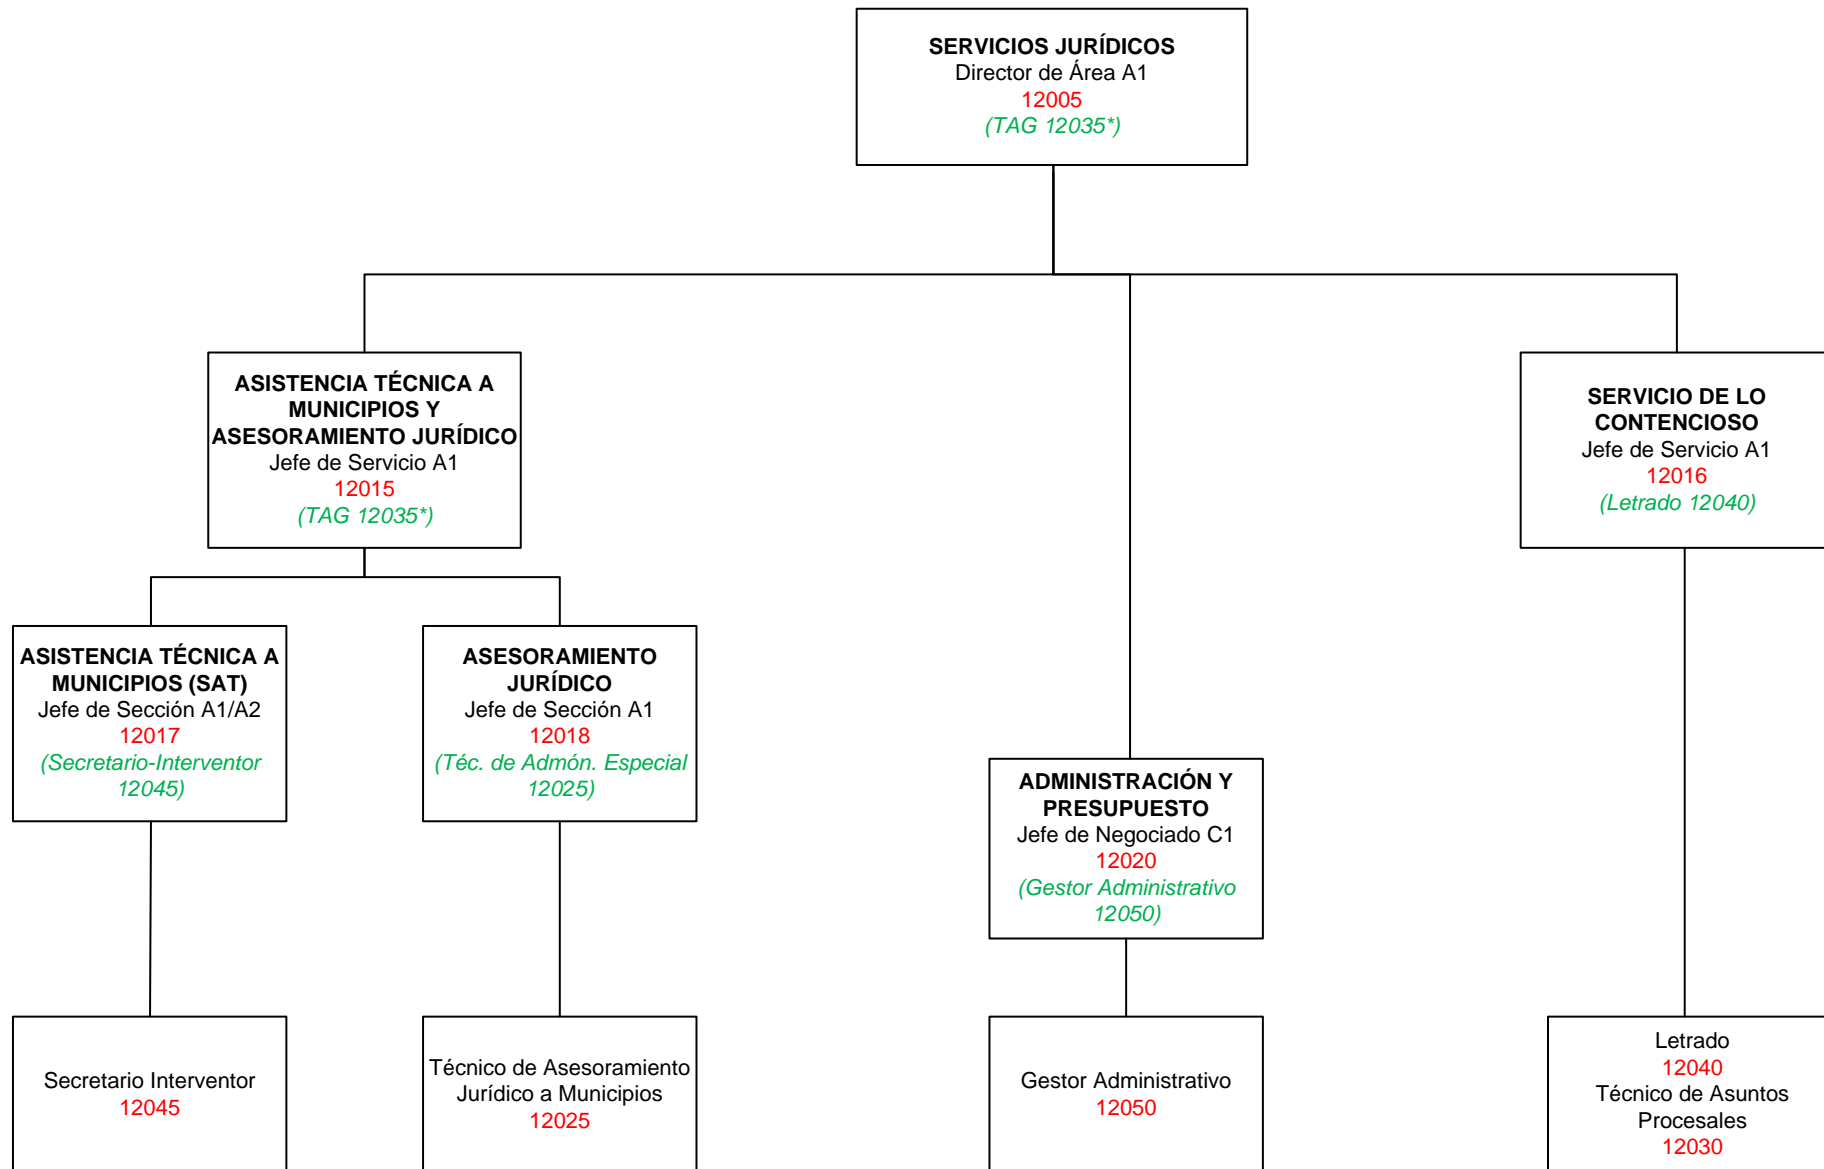 SERVICIOS JURÍDICOS
Director de Área A1
12005
(TAG 12035*)
ASISTENCIA TÉCNICA A
MUNICIPIOS Y
ASESORAMIENTO JURÍDICO
Jefe de Servicio A1
12015
(TAG 12035*)
SERVICIO DE LO
CONTENCIOSO
Jefe de Servicio A1
12016
(Letrado 12040)
ASISTENCIA TÉCNICA A
MUNICIPIOS (SAT)
Jefe de Sección A1/A2
12017
(Secretario-Interventor
12045)
ASESORAMIENTO
JURÍDICO
Jefe de Sección A1
12018
(Téc. de Admón. Especial
12025)
ADMINISTRACIÓN Y
PRESUPUESTO
Jefe de Negociado C1
12020
(Gestor Administrativo
12050)
Secretario Interventor
12045
Técnico de Asesoramiento
Jurídico a Municipios
12025
Gestor Administrativo
12050
Letrado
12040
Técnico de Asuntos
Procesales
12030